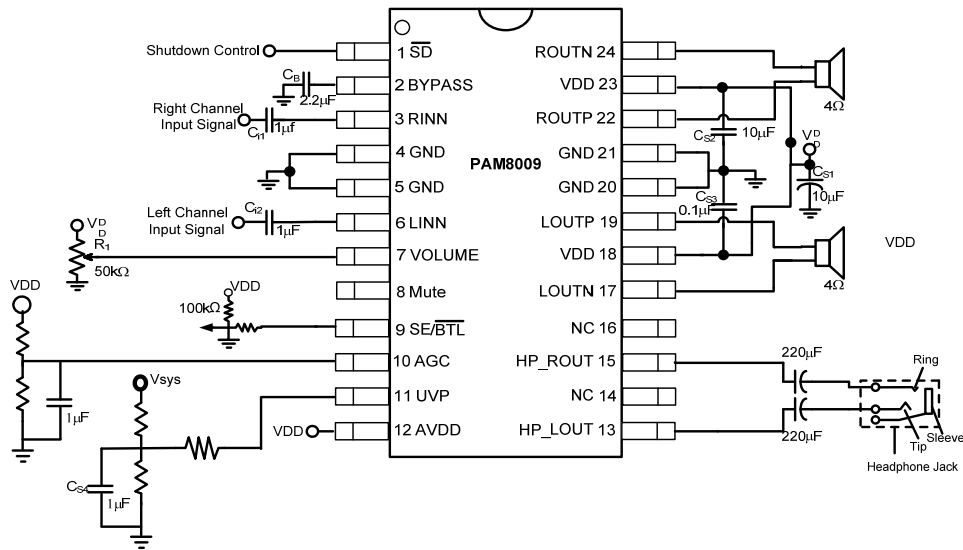 Shutdown Control
1 SD
CB
2.2µF
2 BYPASS
Right Channel
Input Signal
Ci1
1µf
3 RINN
4 GND
5 GND
Left Channel
Input Signal
Ci2
1µF
6 LINN
VDD
R1
50kΩ
7 VOLUME
8 Mute
VDD
100kΩ
9 SE/BTL
VDD
1µF
10 AGC
Vsys
11 UVP
CS4
1µF
VDD
12 AVDD
PAM8009
ROUTN 24
VDD 23
ROUTP 22
4Ω
CS2
10µF
VDD
CS1
10µF
GND 21
GND 20
CS3
0.1µF
LOUTP 19
VDD 18
LOUTN 17
4Ω
VDD
NC 16
HP_ROUT 15
220µF
NC 14
HP_LOUT 13
220µF
Ring
Sleeve
Tip
Headphone Jack